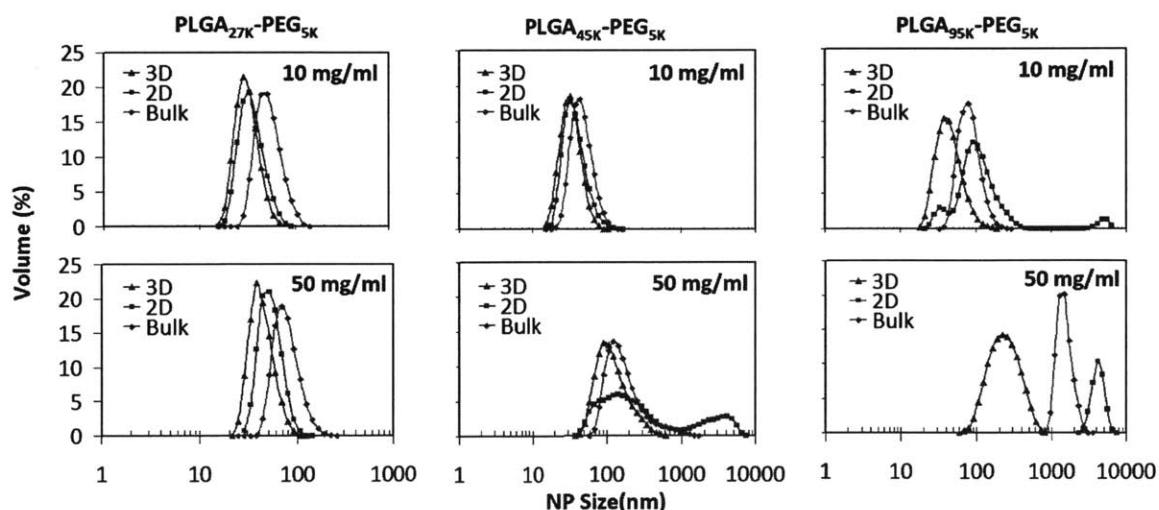 PLGA27K-PEG5K PLGA45K-PEG5K PLGA95K-PEG5K
25
20
15
10
5
0
3D
2D
Bulk
10 mg/ml
3D
2D
Bulk
10 mg/ml
3D
2D
Bulk
10 mg/ml
Volume (%)
25
20
15
10
5
0
3D
2D
Bulk
50 mg/ml
3D
2D
Bulk
50 mg/ml
3D
2D
Bulk
50 mg/ml
1 10 100 1000 1 10 100 1000 10000 1 10 100 1000 10000
NP Size(nm)